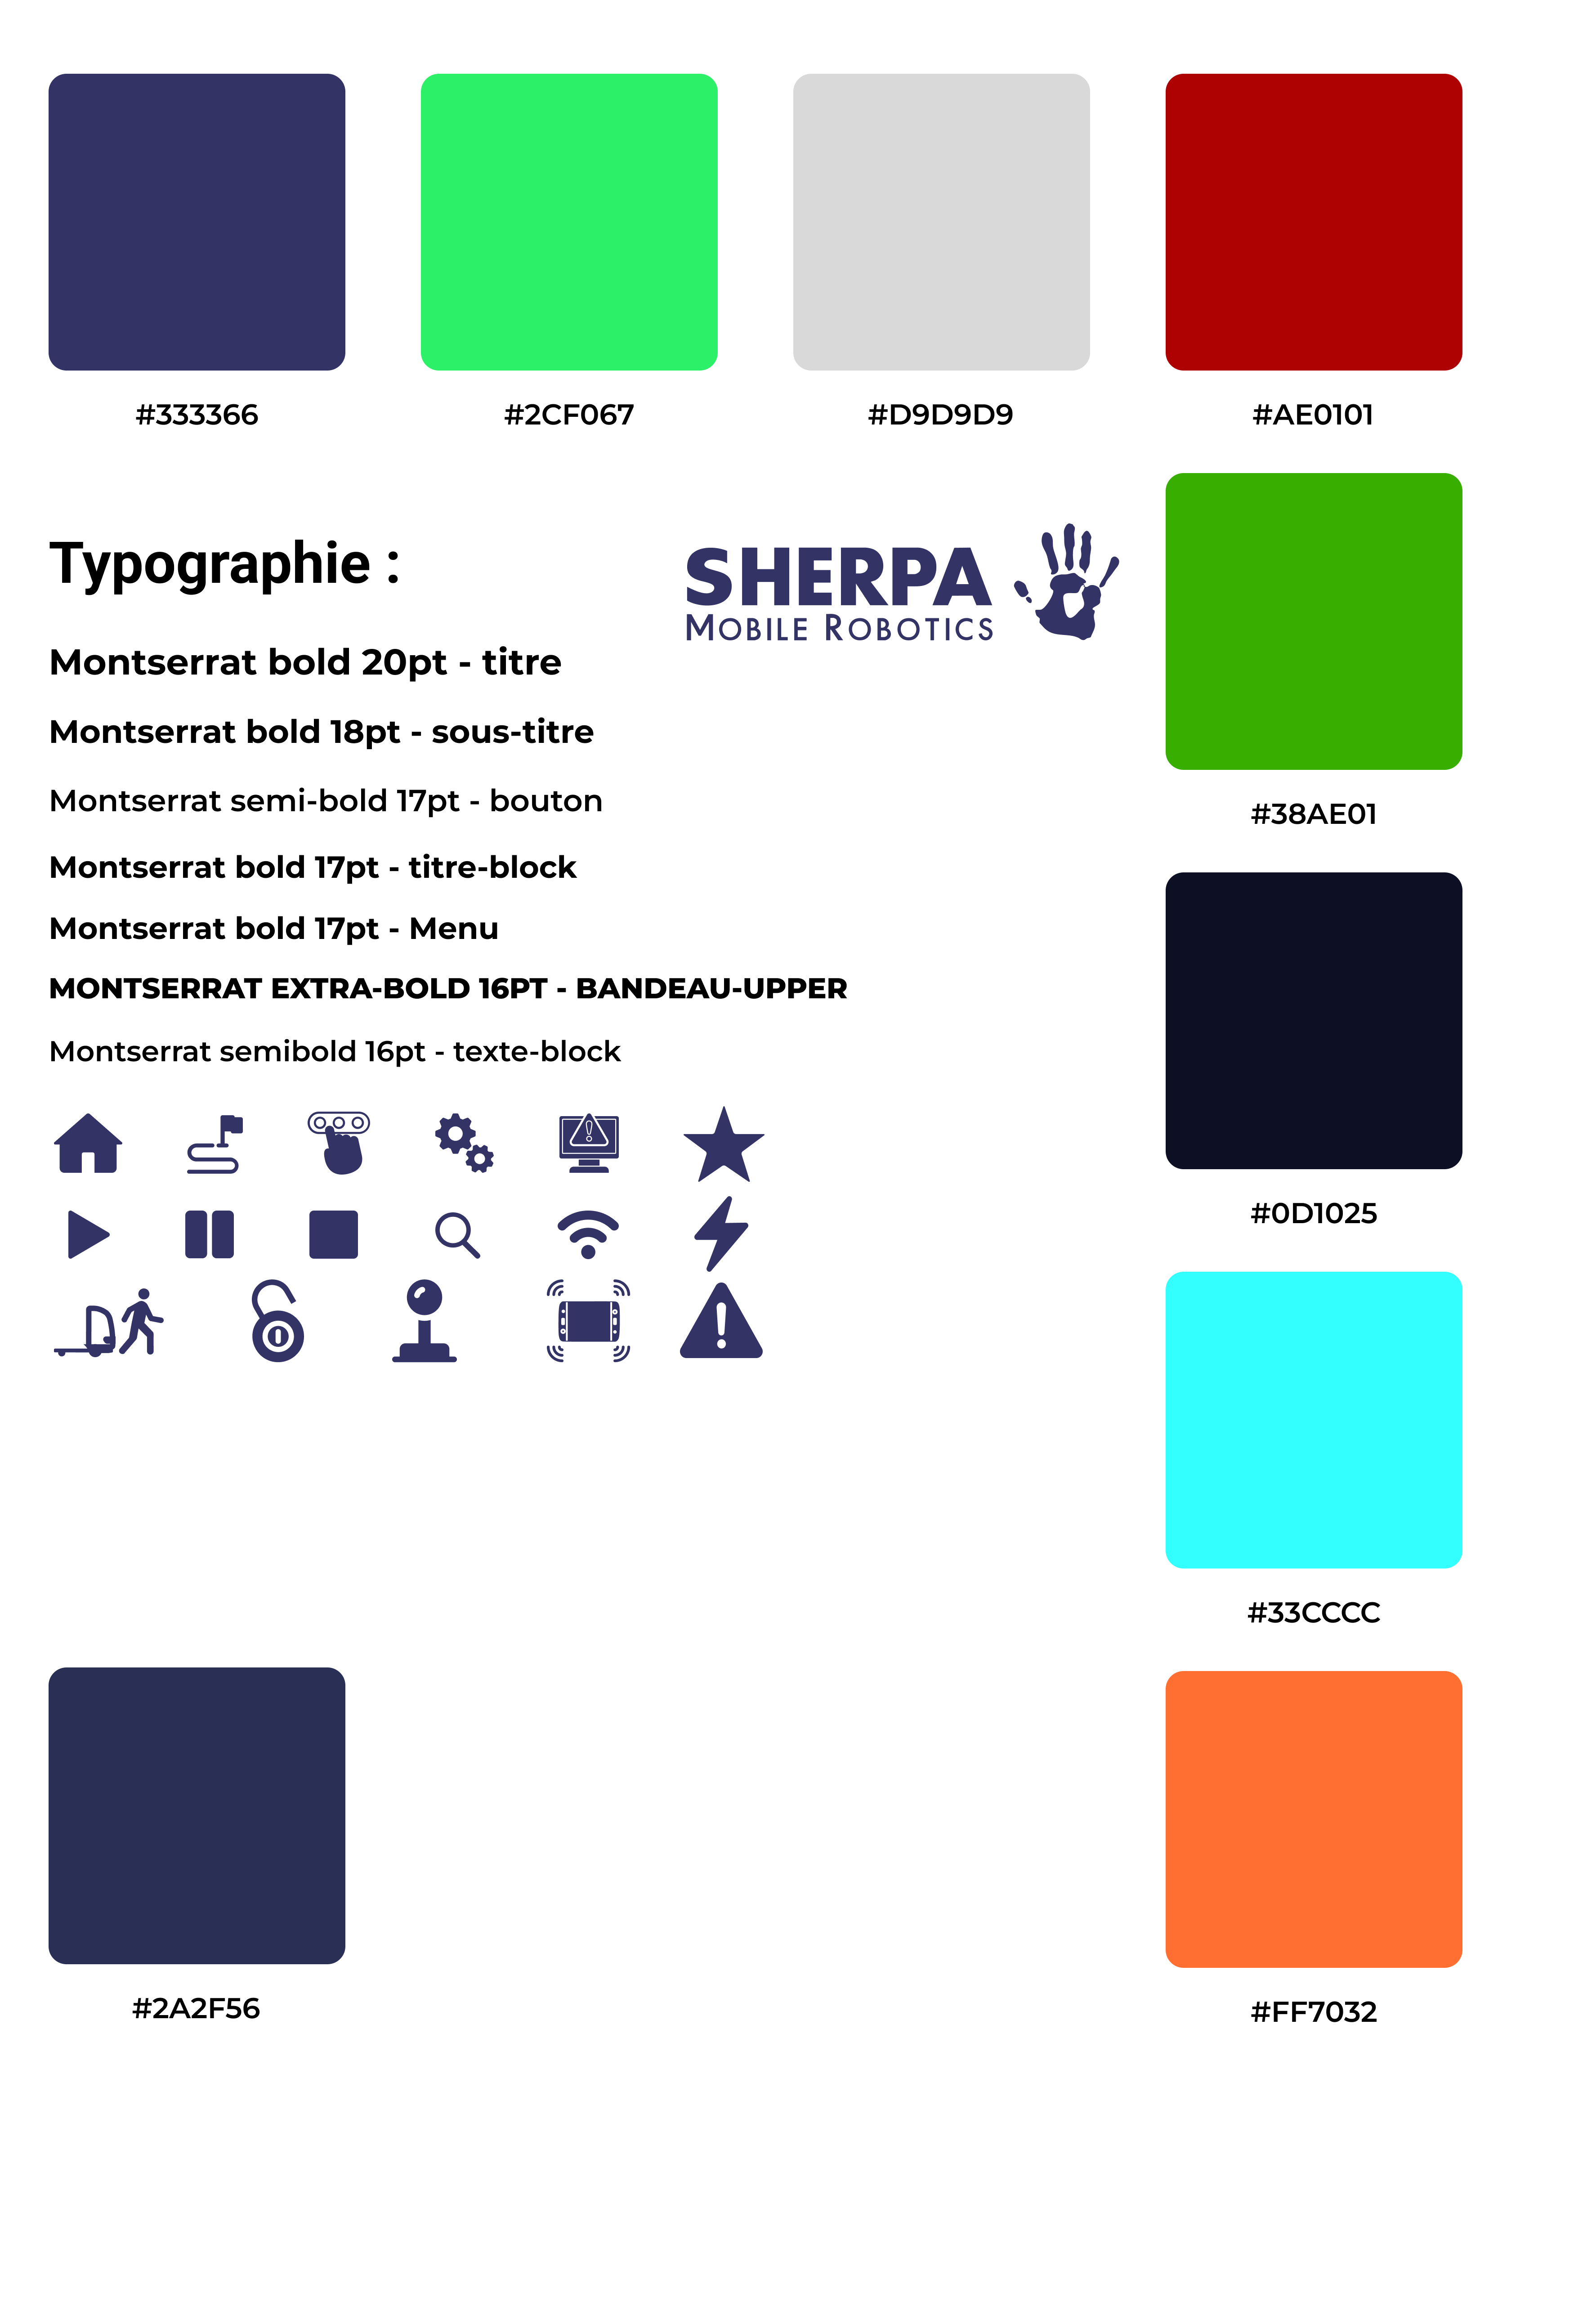 #333366
#2CF067
#D9D9D9
#AE0101
Typographie :
SHERPA
MOBILE ROBOTICS
Montserrat bold 20pt - titre
Montserrat bold 18pt - sous-titre
Montserrat semi-bold 17pt - bouton
Montserrat bold 17pt - titre-block
Montserrat bold 17pt - Menu
MONTSERRAT EXTRA-BOLD 16PT - BANDEAU-UPPER
Montserrat semibold 16pt - texte-block
#38AE01
#0D1025
#33CCCC
#2A2F56
#FF7032